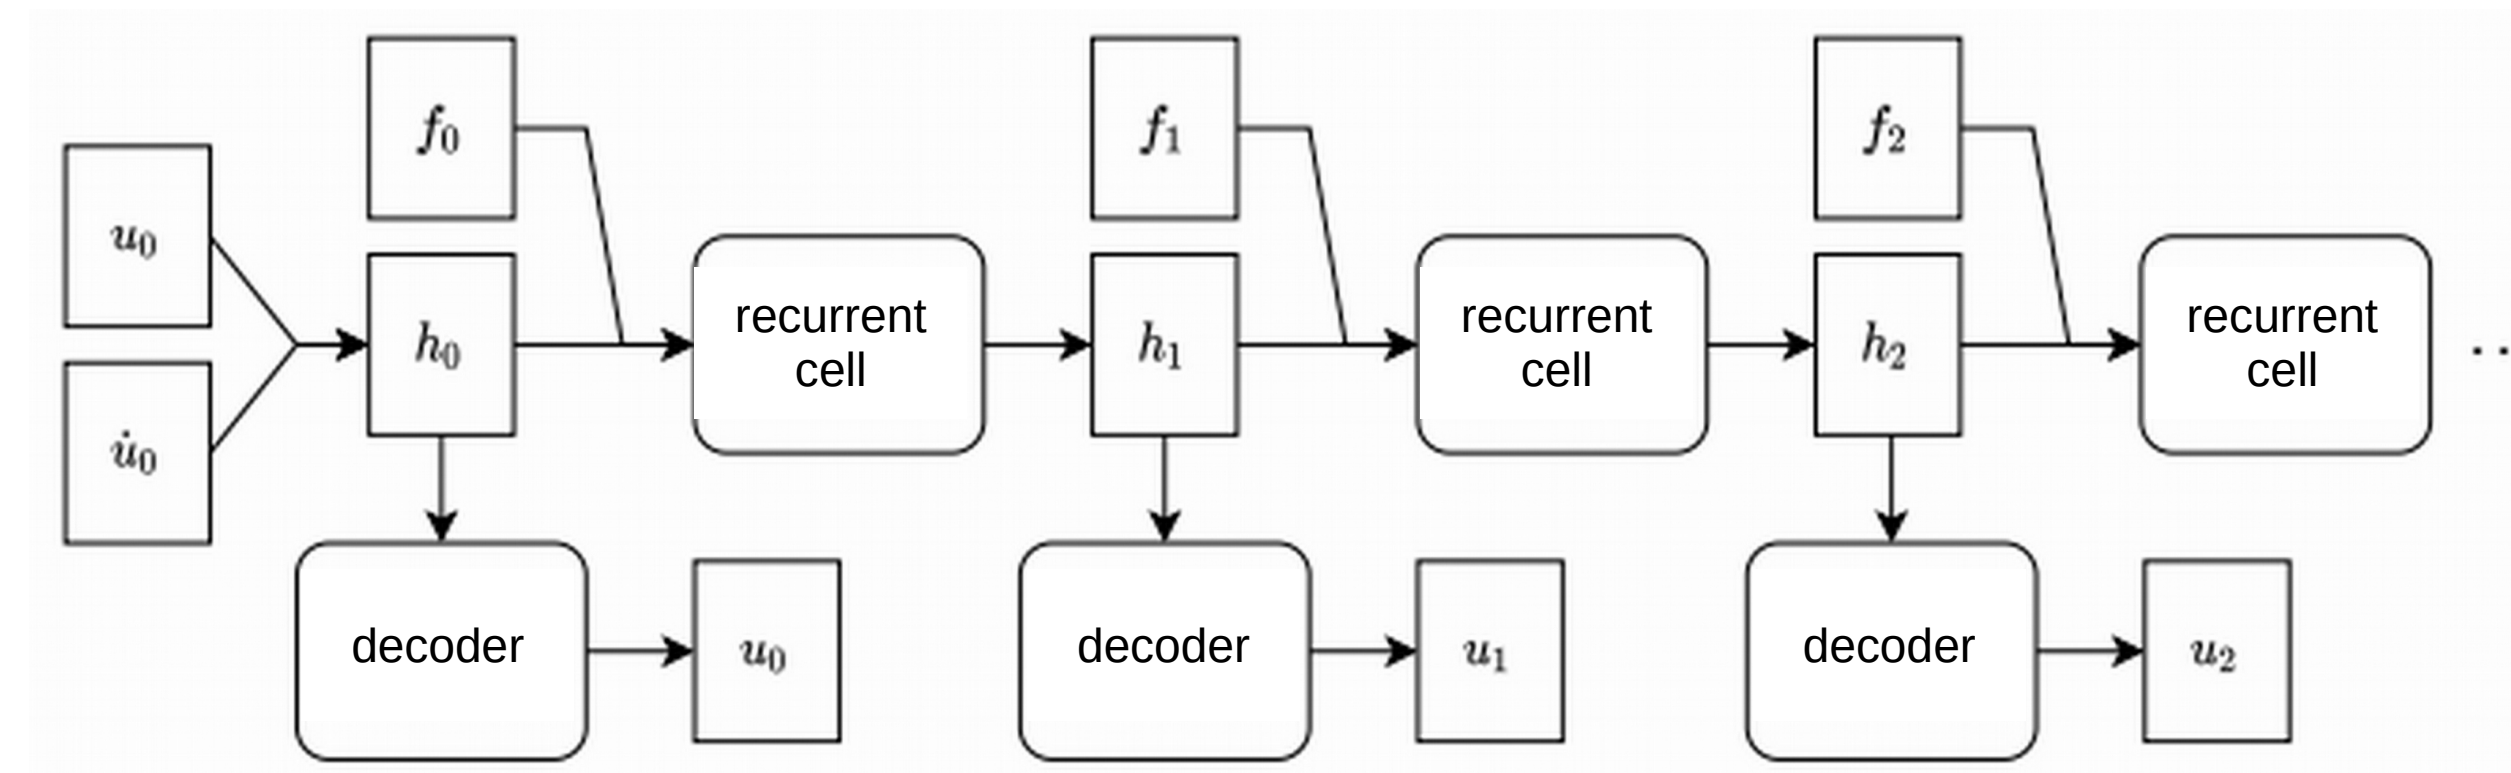 f₀
f₁
f₂
u₀
h₀
recurrent
cell
h₁
recurrent
cell
h₂
recurrent
cell
..
u̇₀
decoder
u₀
decoder
u₁
decoder
u₂